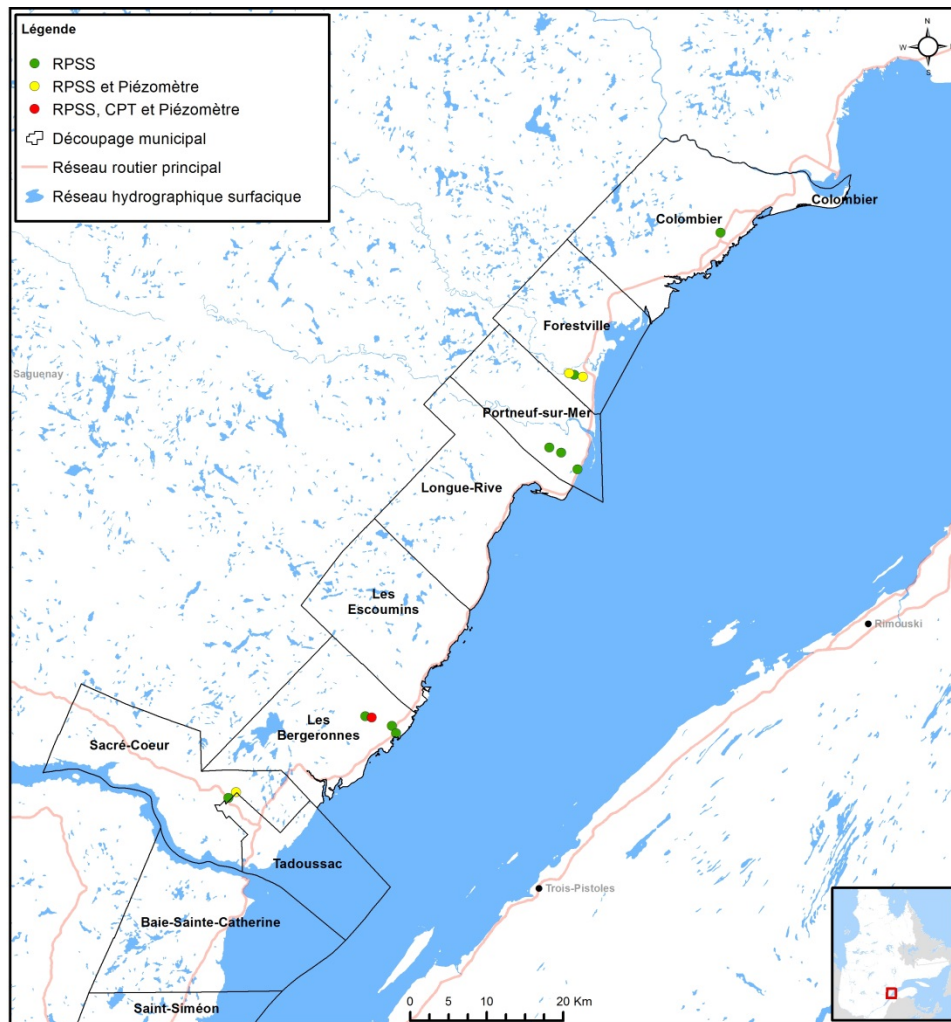 Légende
RPSS
RPSS et Piézomètre
RPSS, CPT et Piézomètre
Découpage municipal
Réseau routier principal
Réseau hydrographique surfacique
N
W
S
Colombier
Colombier
Forestville
Saguenay
Portneuf-sur-Mer
Longue-Rive
Les
Escoumins
Rimouski
Les
Bergeronnes
Sacré-Coeur
Tadoussac
Trois-Pistoles
Baie-Sainte-Catherine
Saint-Siméon
0 5 10 20 Km